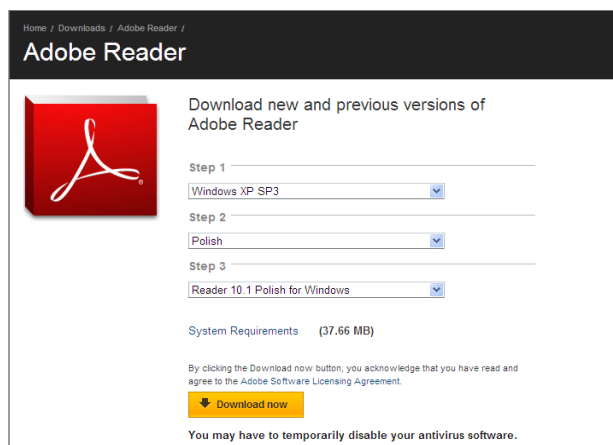 Home / Downloads / Adobe Reader /
Adobe Reader
Download new and previous versions of
Adobe Reader
Step 1
Windows XP SP3
Step 2
Polish
Step 3
Reader 10.1 Polish for Windows
System Requirements (37.66 MB)
By clicking the Download now button, you acknowledge that you have read and
agree to the Adobe Software Licensing Agreement.
Download now
You may have to temporarily disable your antivirus software.